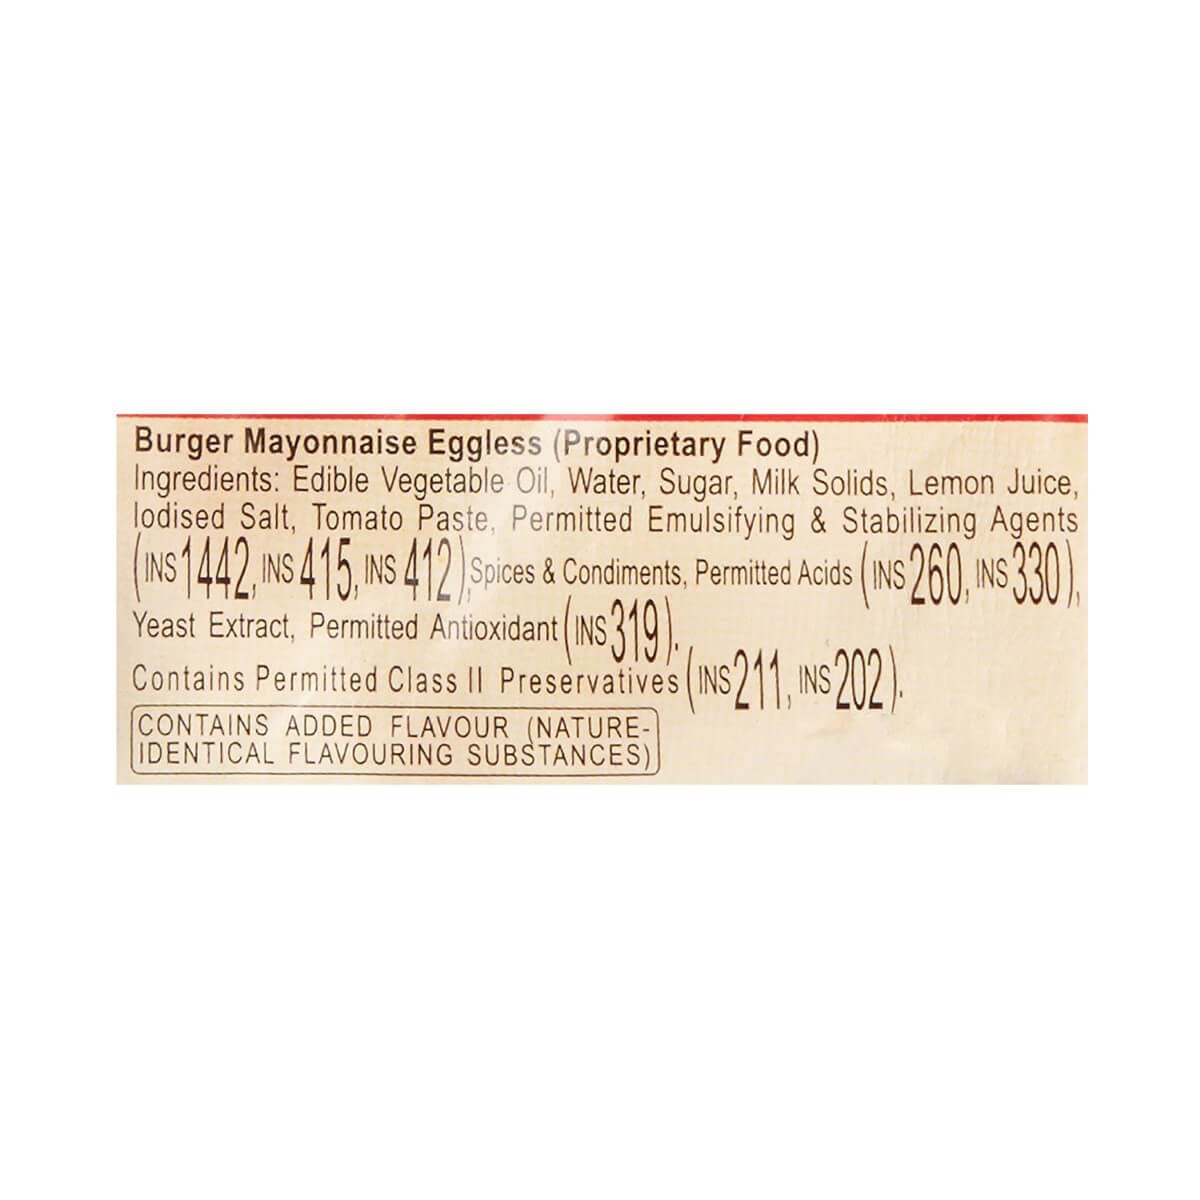 Burger Mayonnaise Eggless (Proprietary Food)
Ingredients: Edible Vegetable Oil, Water, Sugar, Milk Solids, Lemon Juice,
Iodised Salt, Tomato Paste, Permitted Emulsifying & Stabilizing Agents
(INS 1442, INS 415, INS 412), Spices & Condiments, Permitted Acids (INS 260, INS 330),
Yeast Extract, Permitted Antioxidant (INS 319).
Contains Permitted Class II Preservatives (INS 211, INS 202).
CONTAINS ADDED FLAVOUR (NATURE-
IDENTICAL FLAVOURING SUBSTANCES)